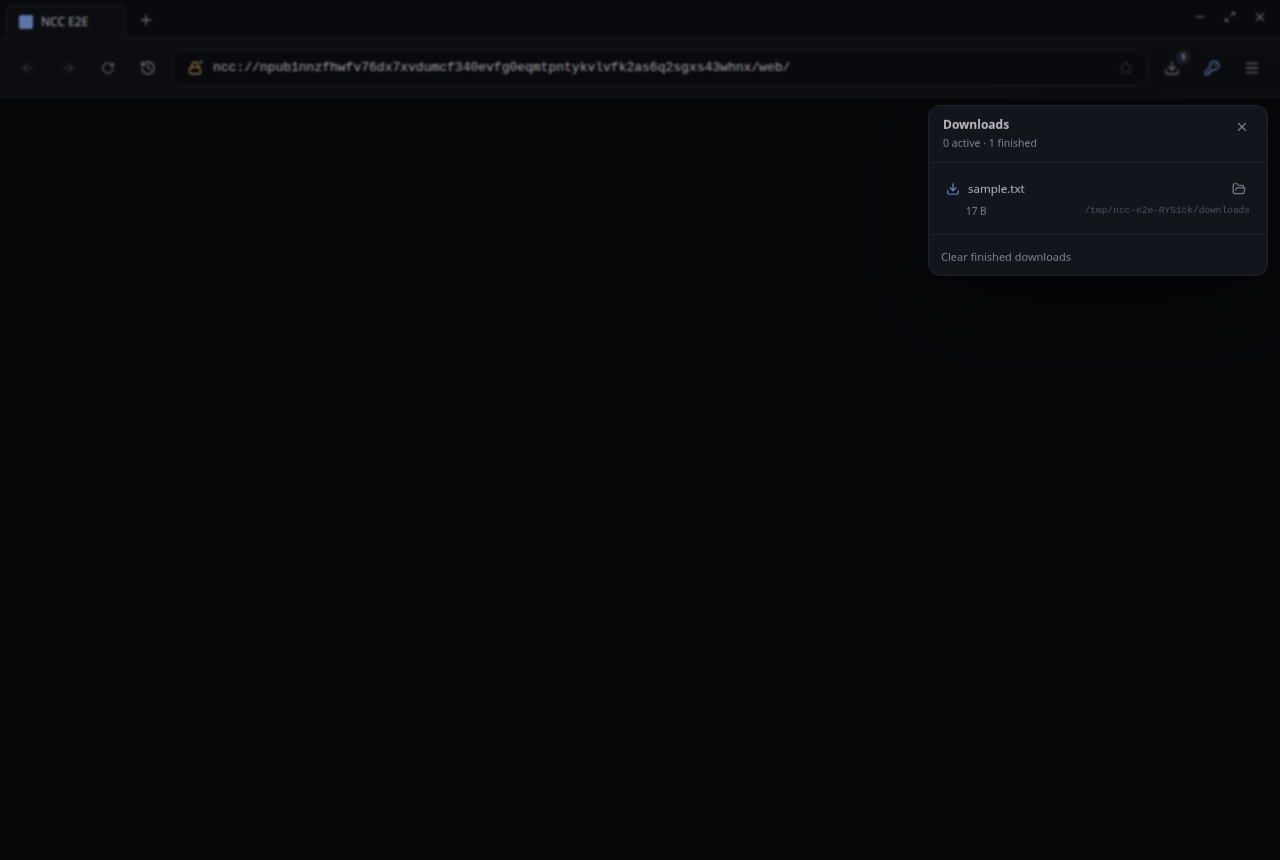 NCC E2E
ncc://npub1nnzfhwfv76dx7xvdumcf340evfg0eqmtpntykvlvfk2as6q2sgxs43whnx/web/
1
Downloads
0 active · 1 finished
sample.txt
17 B
/tmp/ncc-e2e-RY51ck/downloads
Clear finished downloads